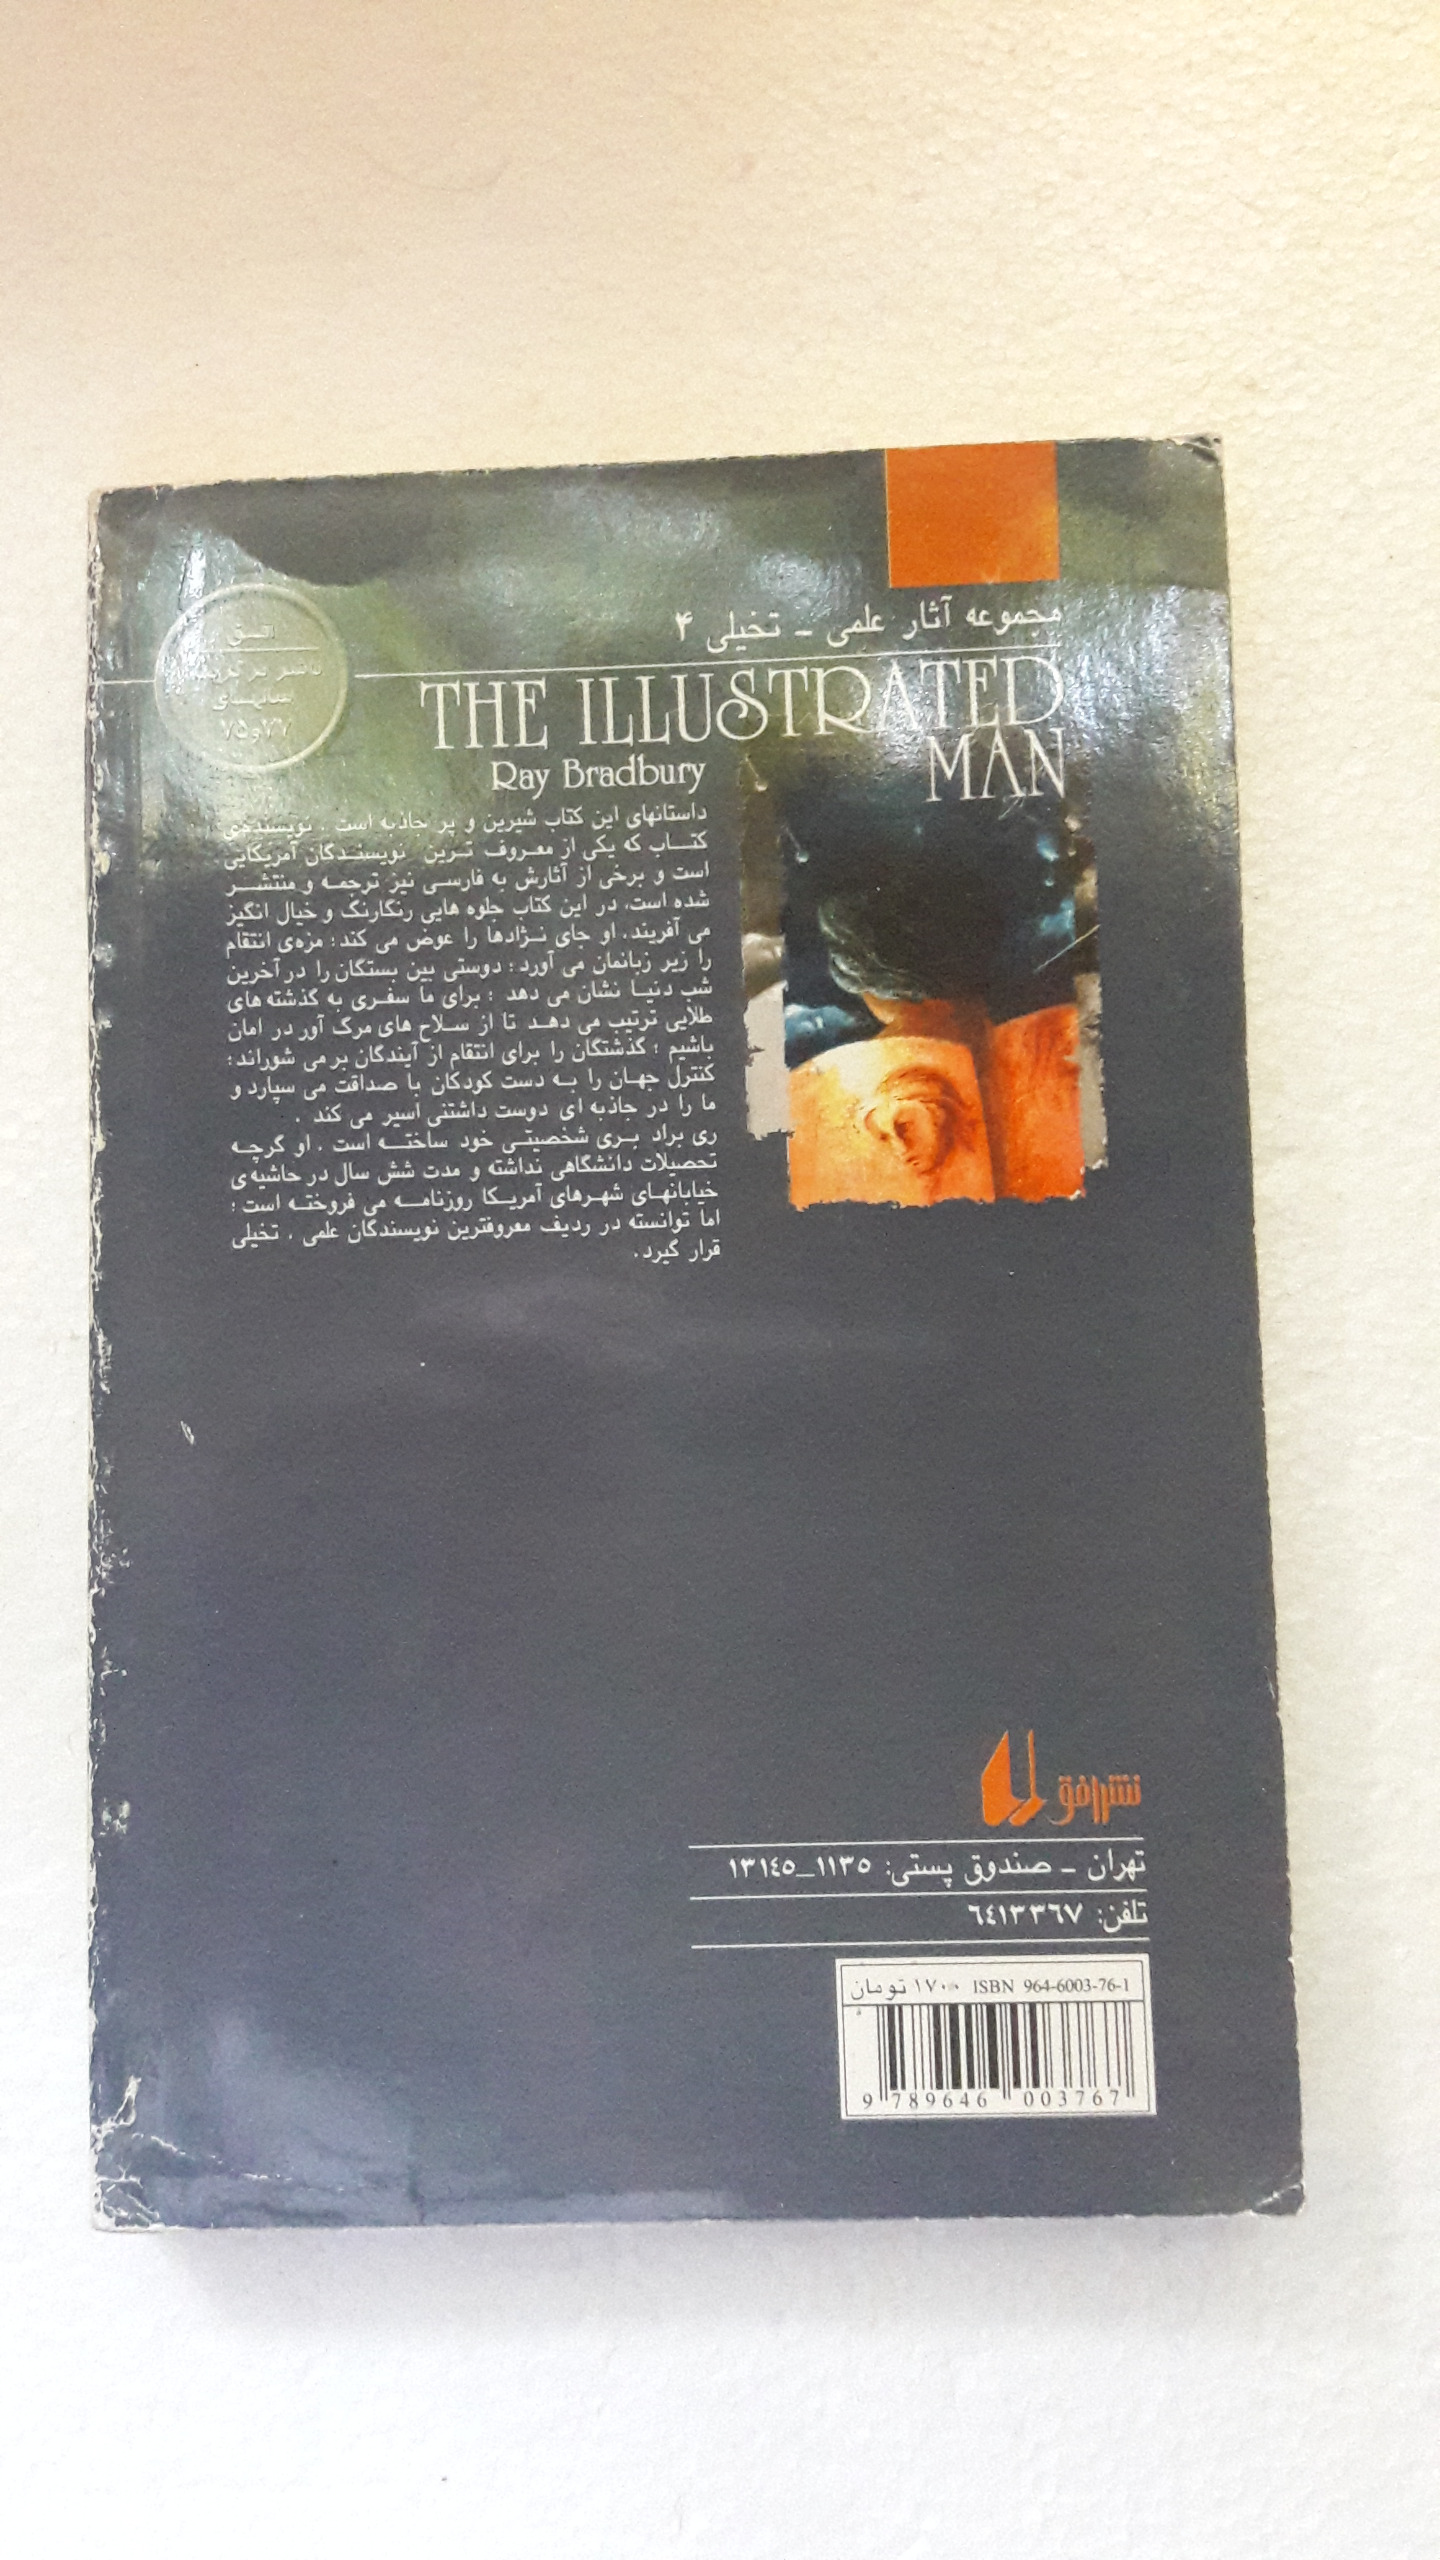 مجموعه آثار علمی - تخیلی ۴
THE ILLUSTRATED
MAN
Ray Bradbury
افق
ناشر برگزیده
سالهای
۷۵و۷۷
داستانهای این کتاب شیرین و پر جاذبه است . نویسنده‌ی
کتاب که یکی از معروف ترین نویسندگان آمریکایی
است و برخی از آثارش به فارسی نیز ترجمه و منتشر
شده است، در این کتاب جلوه هایی رنگارنگ و خیال انگیز
می آفریند. او جای نژادها را عوض می کند؛ مزه‌ی انتقام
را زیر زبانمان می آورد؛ دوستی بین بستگان را در آخرین
شب دنیا نشان می دهد ؛ برای ما سفری به گذشته های
طلایی ترتیب می دهد تا از سلاح های مرگ آور در امان
باشیم ؛ گذشتگان را برای انتقام از آیندگان بر می شوراند؛
کنترل جهان را به دست کودکان با صداقت می سپارد و
ما را در جاذبه ای دوست داشتنی اسیر می کند .
ری براد بری شخصیتی خود ساخته است . او گرچه
تحصیلات دانشگاهی نداشته و مدت شش سال در حاشیه‌ی
خیابانهای شهرهای آمریکا روزنامه می فروخته است ؛
اما توانسته در ردیف معروفترین نویسندگان علمی ، تخیلی
قرار گیرد.
نشر افق
تهران - صندوق پستی: ۱۱۳۵_۱۳۱۴۵
تلفن: ۶۴۱۳۳۶۷
۱۷۰۰ تومان ISBN 964-6003-76-1
9 789646 003767